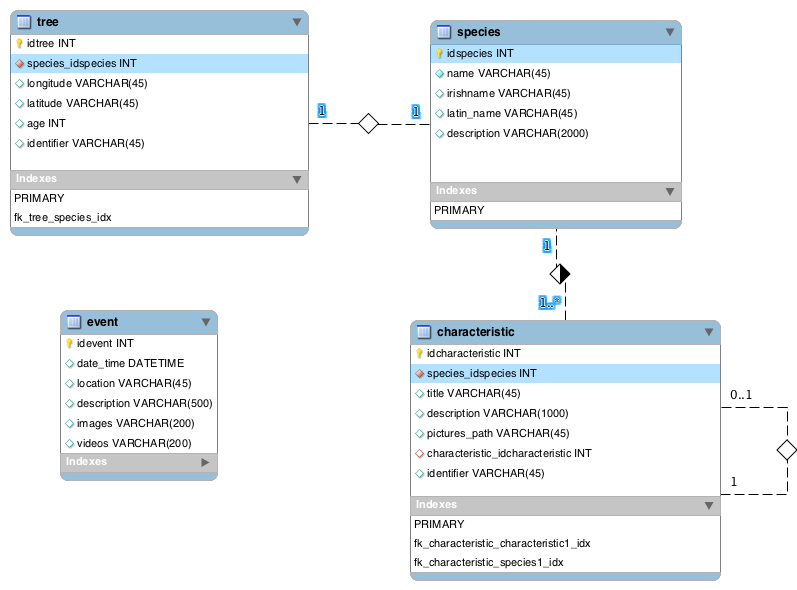 tree
idtree INT
species_idspecies INT
longitude VARCHAR(45)
latitude VARCHAR(45)
age INT
identifier VARCHAR(45)
Indexes
PRIMARY
fk_tree_species_idx
1
1
species
idspecies INT
name VARCHAR(45)
irishname VARCHAR(45)
latin_name VARCHAR(45)
description VARCHAR(2000)
Indexes
PRIMARY
1
1..*
event
idevent INT
date_time DATETIME
location VARCHAR(45)
description VARCHAR(500)
images VARCHAR(200)
videos VARCHAR(200)
Indexes
characteristic
idcharacteristic INT
species_idspecies INT
title VARCHAR(45)
description VARCHAR(1000)
pictures_path VARCHAR(45)
characteristic_idcharacteristic INT
identifier VARCHAR(45)
Indexes
PRIMARY
fk_characteristic_characteristic1_idx
fk_characteristic_species1_idx
0..1
1